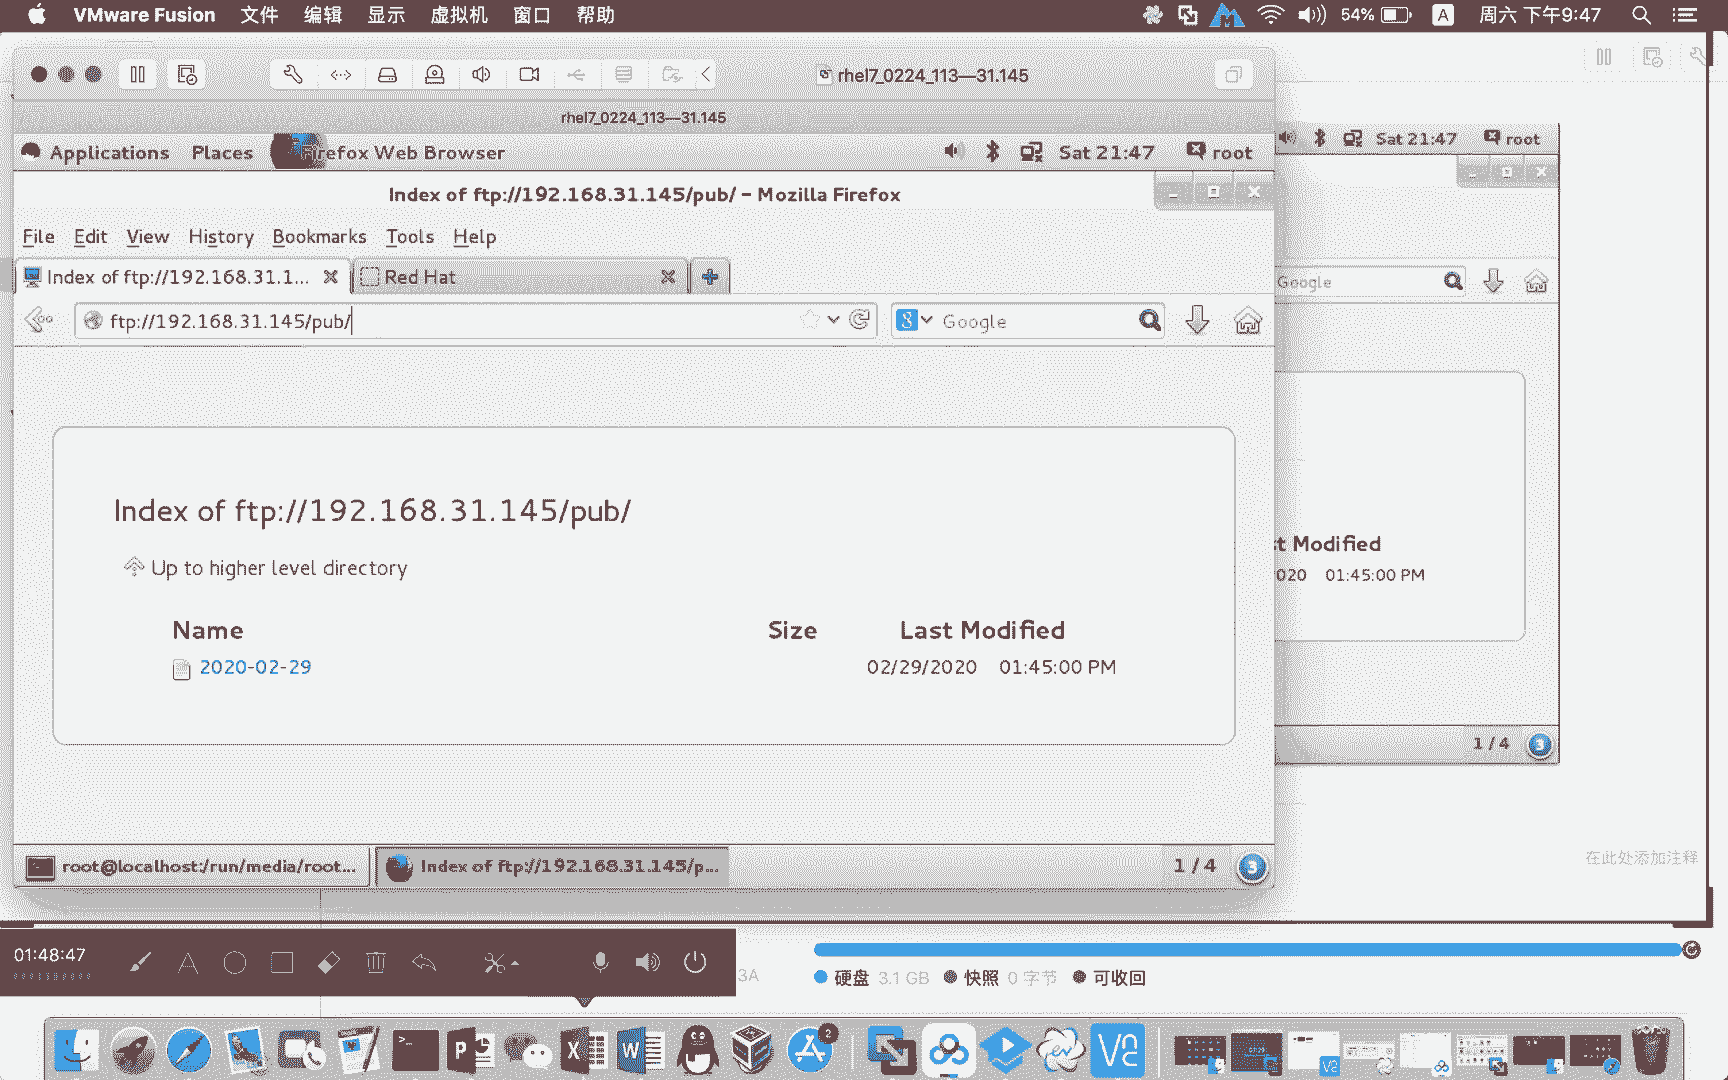 VMware Fusion 文件 编辑 显示 虚拟机 窗口 帮助 54% A 周六 下午9:47
rhel7_0224_113—31.145
rhel7_0224_113—31.145
Applications Places Firefox Web Browser Sat 21:47 root
Sat 21:47 root
Index of ftp://192.168.31.145/pub/ - Mozilla Firefox
File Edit View History Bookmarks Tools Help
Index of ftp://192.168.31.1... Red Hat
ftp://192.168.31.145/pub/ 8 Google
Google
Index of ftp://192.168.31.145/pub/
Up to higher level directory
Name Size Last Modified
2020-02-29 02/29/2020 01:45:00 PM
st Modified
020 01:45:00 PM
1 / 4 3
root@localhost:/run/media/root... Index of ftp://192.168.31.145/p... 1 / 4 3
在此处添加注释
01:48:47
3A
硬盘 3.1 GB 快照 0 字节 可收回
P X W 2